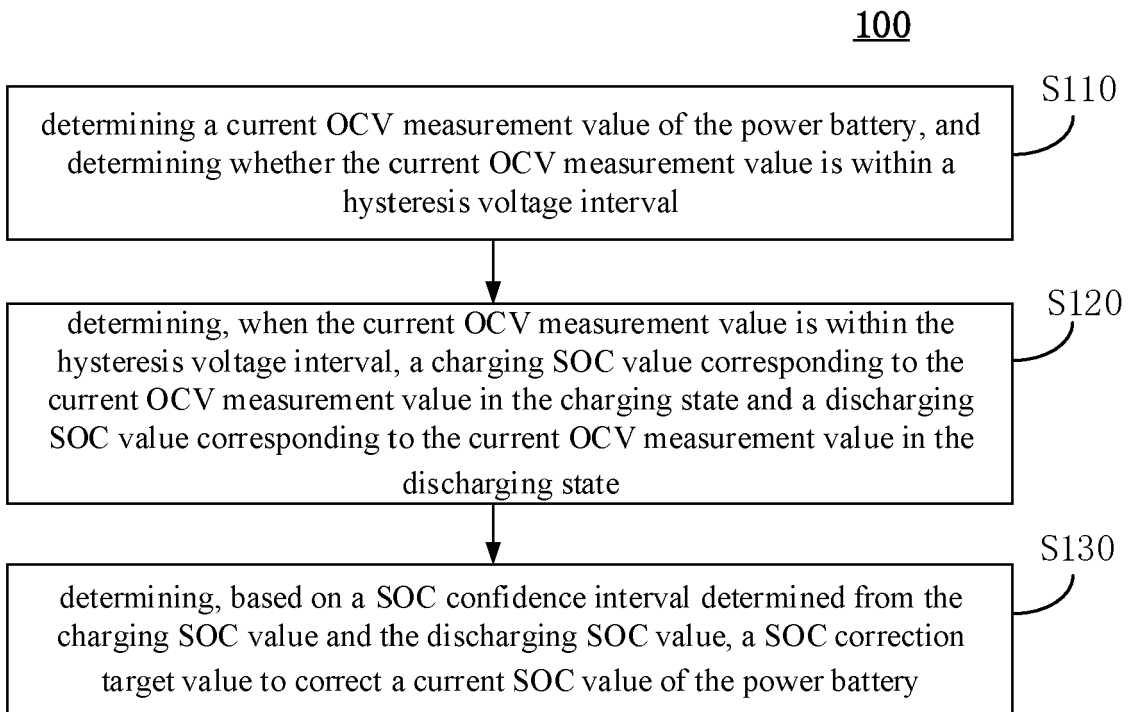 100
S110
determining a current OCV measurement value of the power battery, and
determining whether the current OCV measurement value is within a
hysteresis voltage interval
S120
determining, when the current OCV measurement value is within the
hysteresis voltage interval, a charging SOC value corresponding to the
current OCV measurement value in the charging state and a discharging
SOC value corresponding to the current OCV measurement value in the
discharging state
S130
determining, based on a SOC confidence interval determined from the
charging SOC value and the discharging SOC value, a SOC correction
target value to correct a current SOC value of the power battery